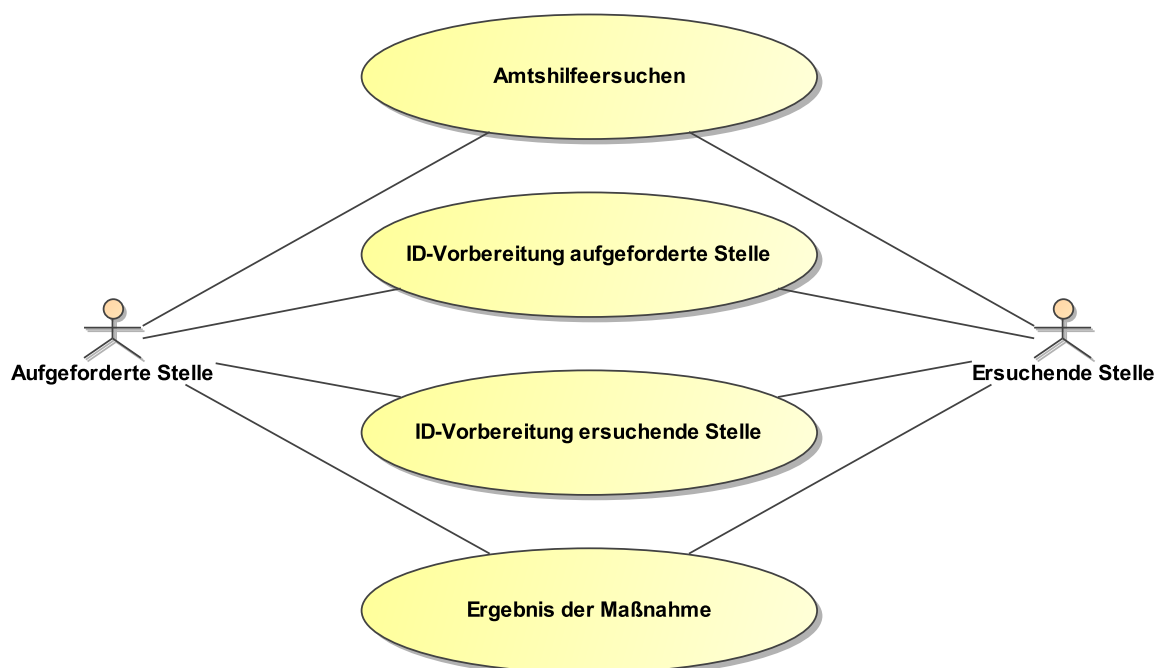 Amtshilfeersuchen
ID-Vorbereitung aufgeforderte Stelle
Aufgeforderte Stelle
Ersuchende Stelle
ID-Vorbereitung ersuchende Stelle
Ergebnis der Maßnahme